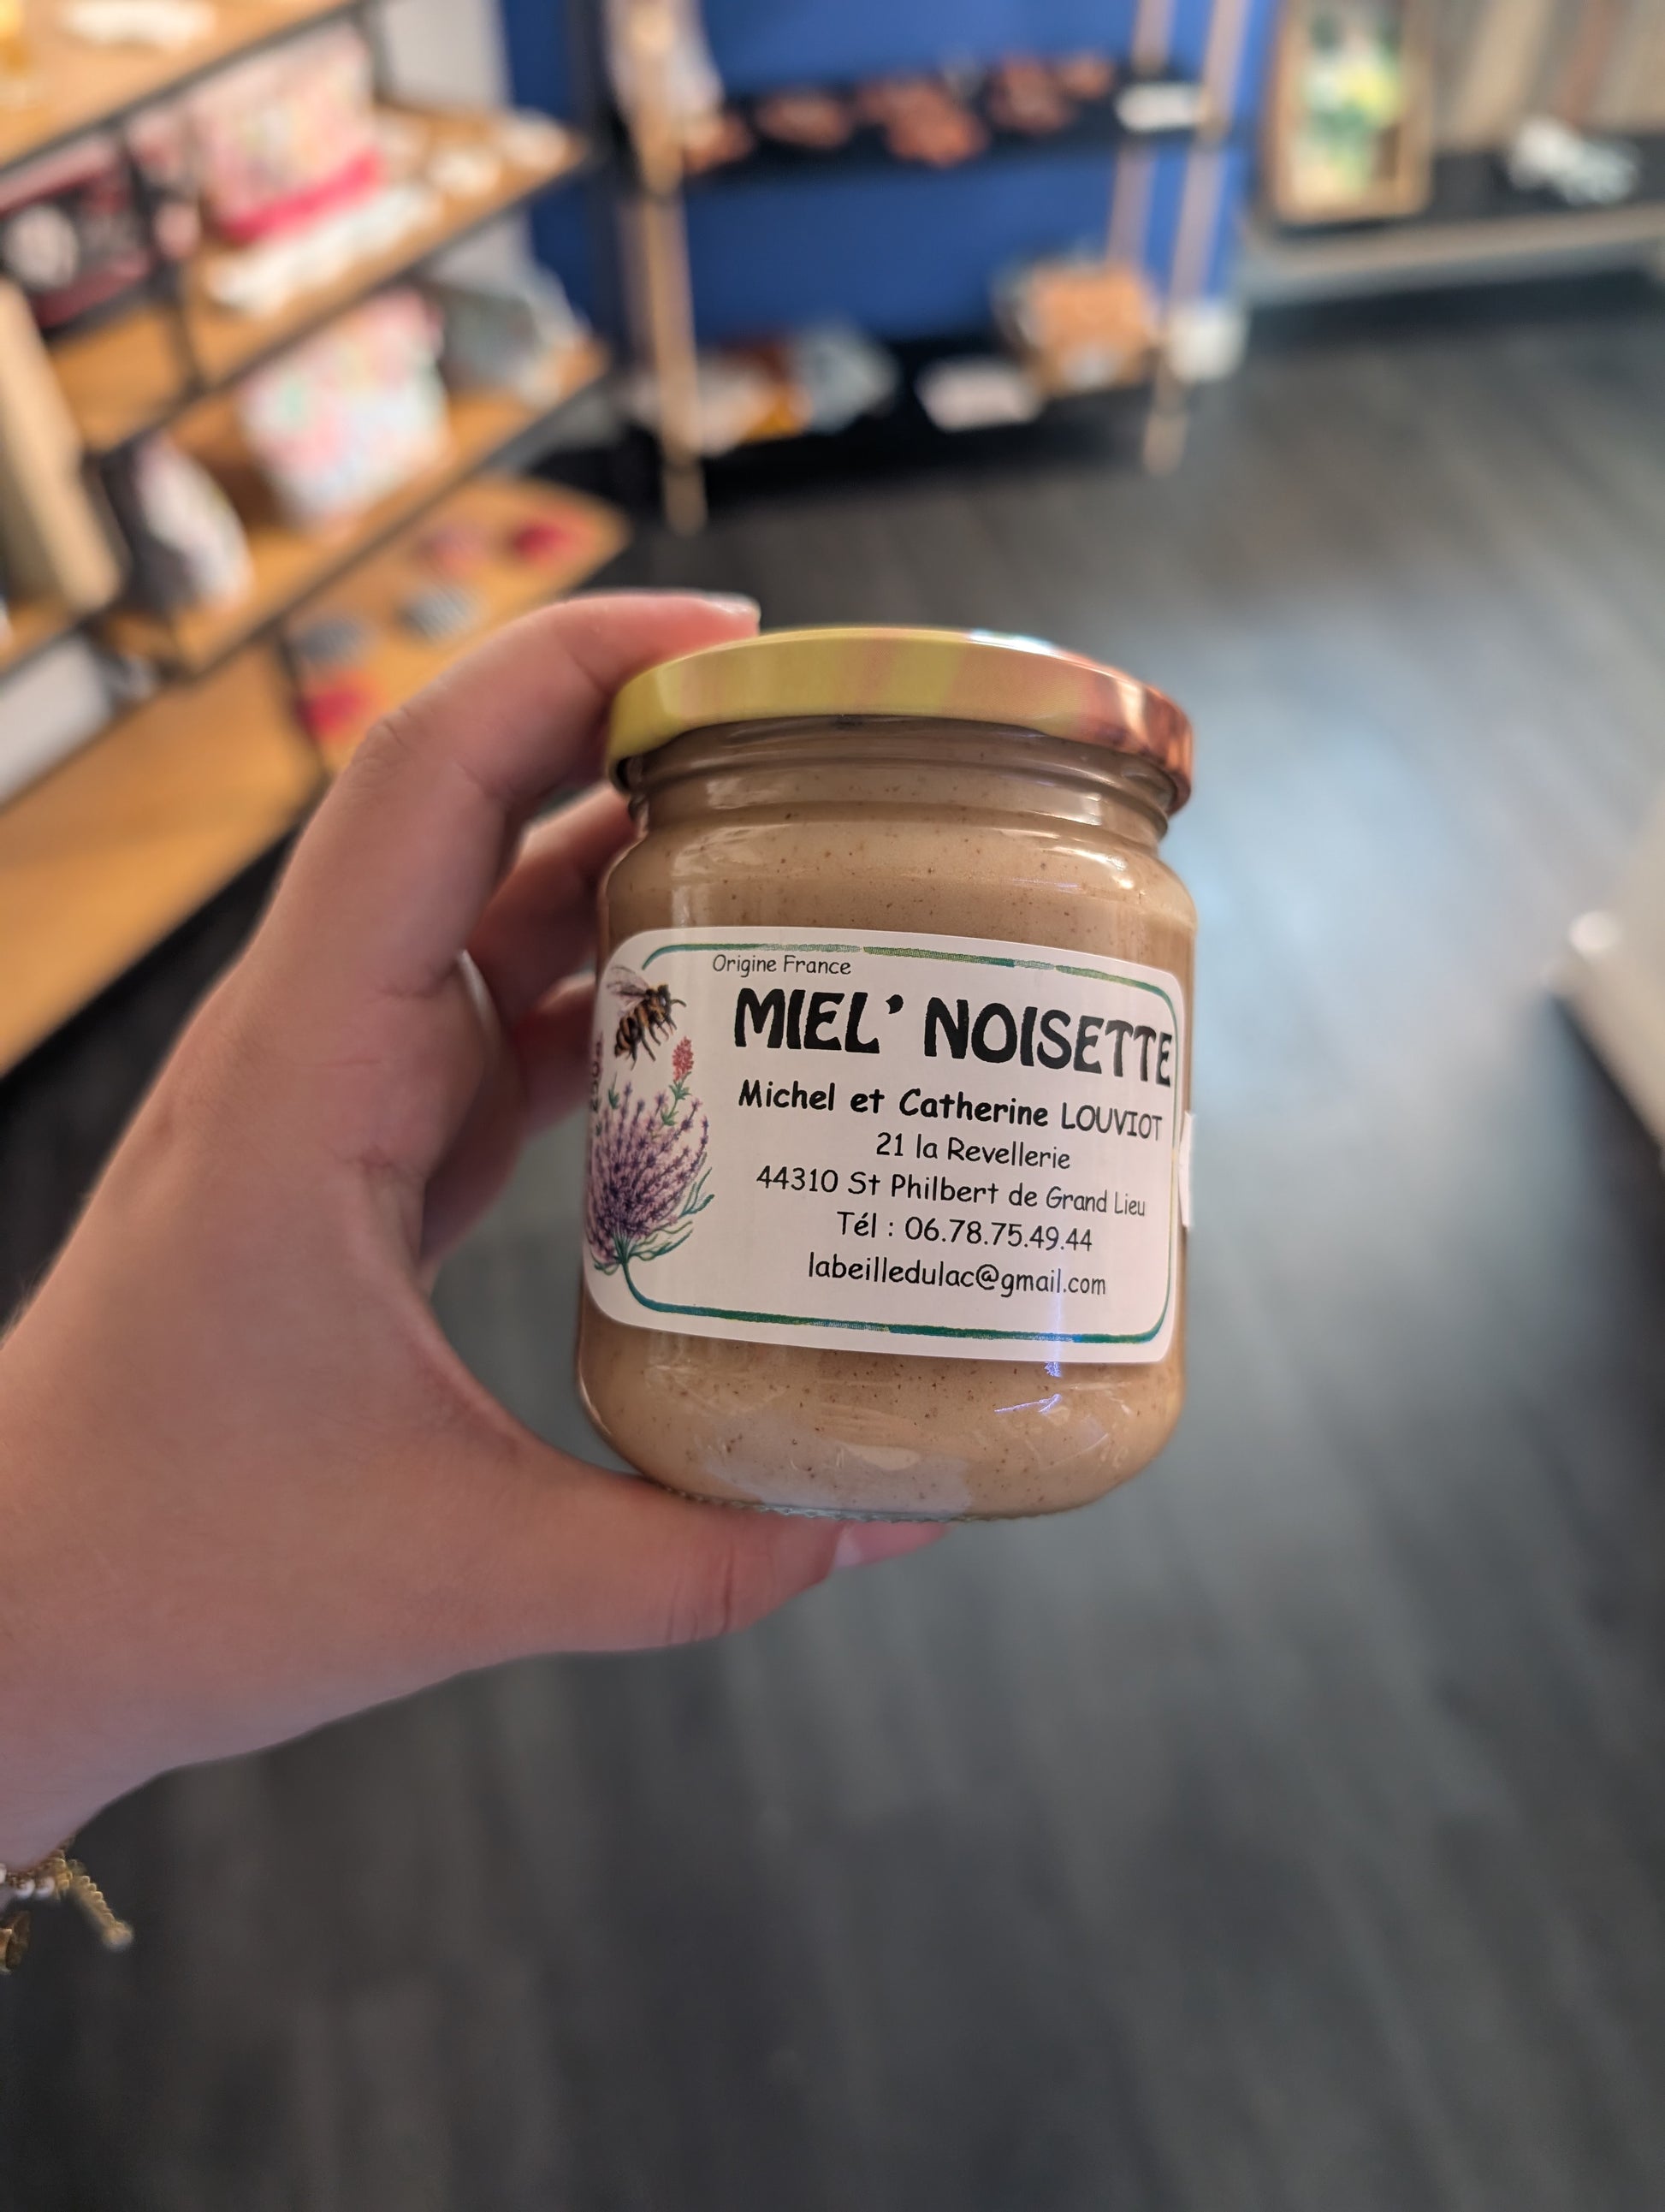 Origine France
MIEL' NOISETTE
Michel et Catherine LOUVIOT
21 la Revellerie
44310 St Philbert de Grand Lieu
Tél : 06.78.75.49.44
labeilledulac@gmail.com